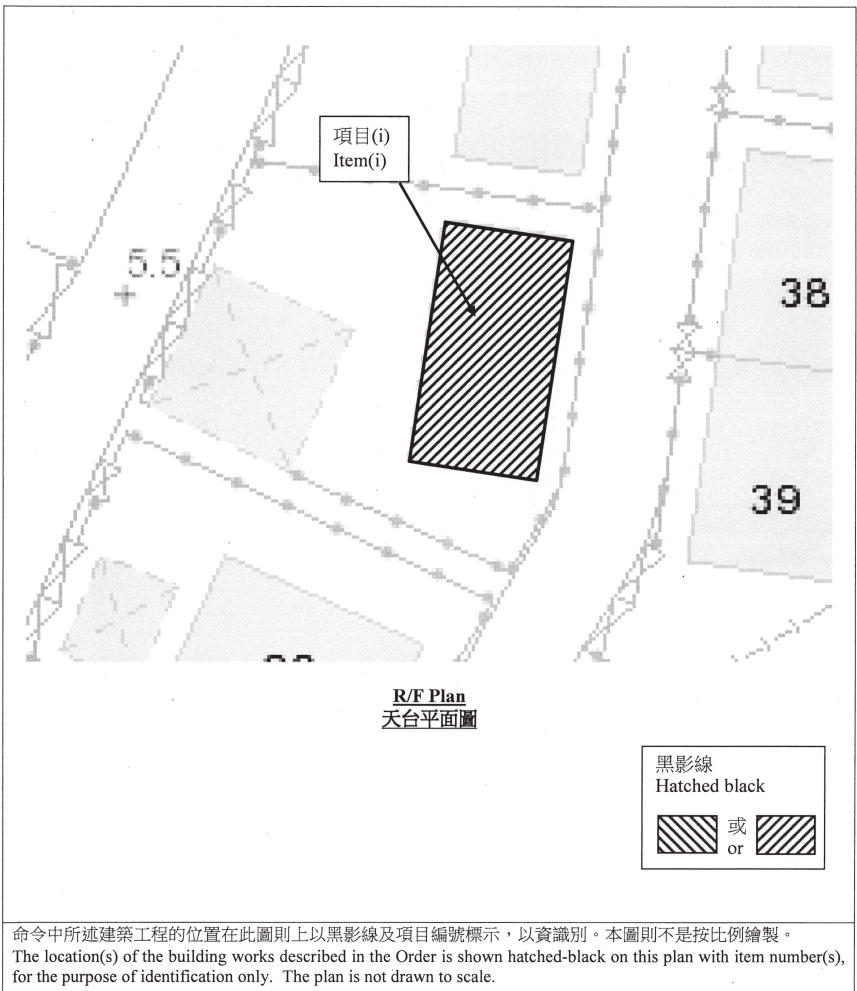 項目(i)
Item(i)
5.5
38
39
R/F Plan
天台平面圖
黑影線
Hatched black
或
or
命令中所述建築工程的位置在此圖則上以黑影線及項目編號標示，以資識別。本圖則不是按比例繪製。
The location(s) of the building works described in the Order is shown hatched-black on this plan with item number(s),
for the purpose of identification only. The plan is not drawn to scale.